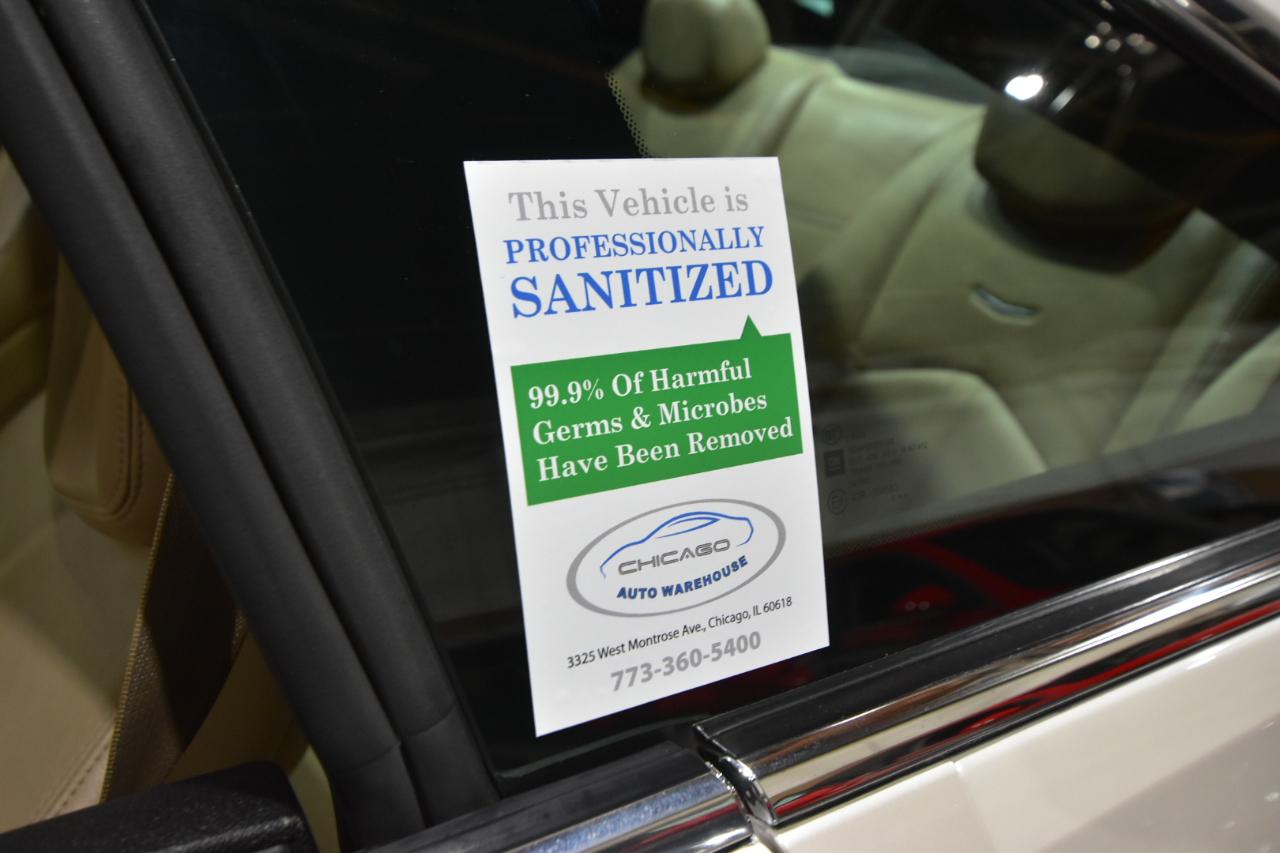 This Vehicle is
PROFESSIONALLY
SANITIZED
99.9% Of Harmful
Germs & Microbes
Have Been Removed
CHICAGO
AUTO WAREHOUSE
3325 West Montrose Ave., Chicago, IL 60618
773-360-5400